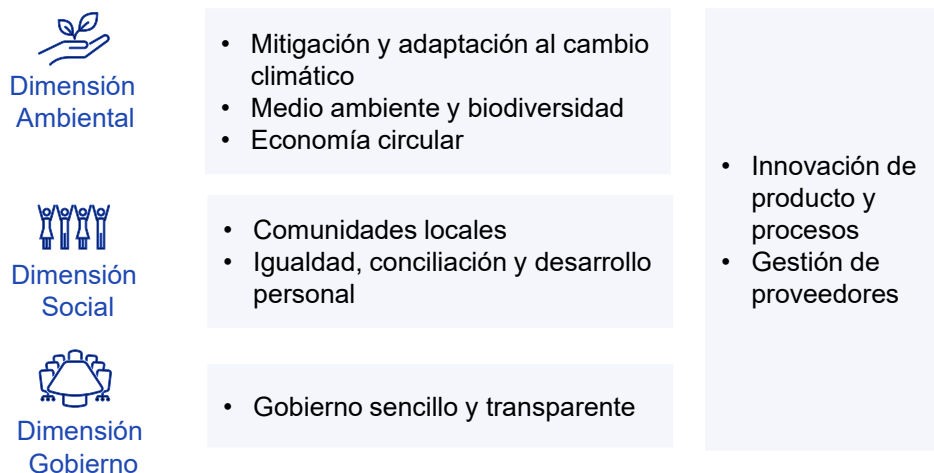 Dimensión
Ambiental
• Mitigación y adaptación al cambio
climático
• Medio ambiente y biodiversidad
• Economía circular
Dimensión
Social
• Comunidades locales
• Igualdad, conciliación y desarrollo
personal
Dimensión
Gobierno
• Gobierno sencillo y transparente
• Innovación de
producto y
procesos
• Gestión de
proveedores